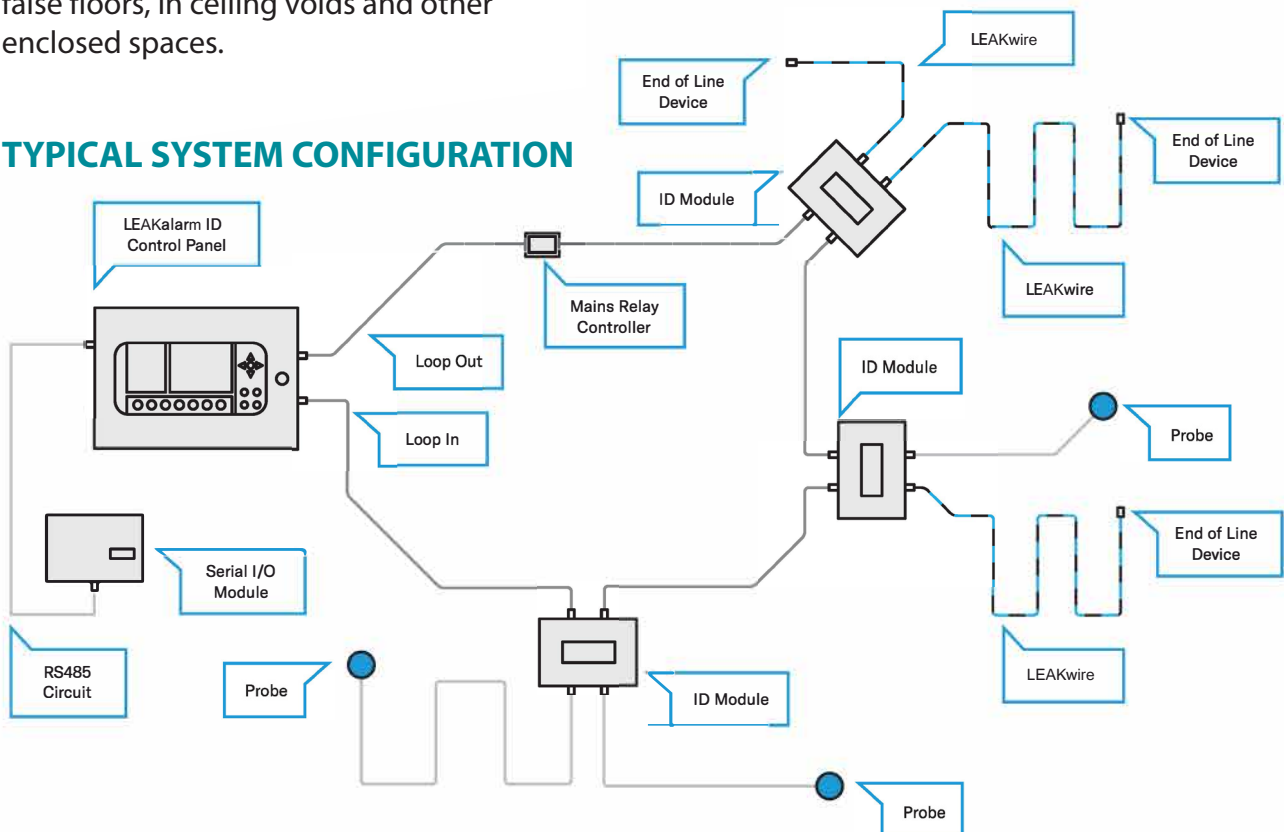 false floors, in ceiling voids and other
enclosed spaces.
TYPICAL SYSTEM CONFIGURATION
LEAKwire
End of Line
Device
End of Line
Device
ID Module
LEAKalarm ID
Control Panel
LEAKwire
Mains Relay
Controller
Loop Out
ID Module
Loop In
Probe
End of Line
Device
Serial I/O
Module
RS485
Circuit
Probe
ID Module
LEAKwire
Probe